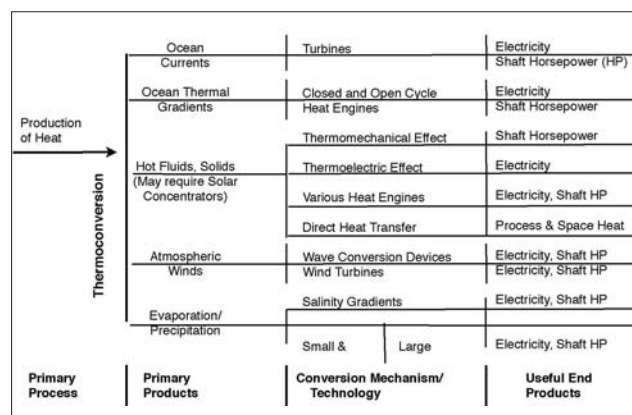 Ocean
Currents
Turbines
Electricity
Shaft Horsepower (HP)
Ocean Thermal
Gradients
Closed and Open Cycle
Heat Engines
Electricity
Shaft Horsepower
Production
of Heat
Thermoconversion
Hot Fluids, Solids
(May require Solar
Concentrators)
Thermomechanical Effect
Shaft Horsepower
Thermoelectric Effect
Electricity
Various Heat Engines
Electricity, Shaft HP
Direct Heat Transfer
Process & Space Heat
Atmospheric
Winds
Wave Conversion Devices
Wind Turbines
Electricity, Shaft HP
Electricity, Shaft HP
Evaporation/
Precipitation
Salinity Gradients
Electricity, Shaft HP
Small &
Large
Electricity, Shaft HP
Primary
Process
Primary
Products
Conversion Mechanism/
Technology
Useful End
Products